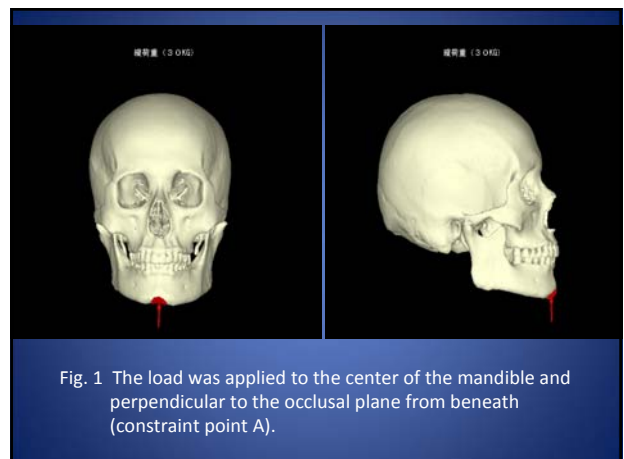 縦荷重（３０ＫＧ）
縦荷重（３０ＫＧ）
Fig. 1 The load was applied to the center of the mandible and
perpendicular to the occlusal plane from beneath
(constraint point A).